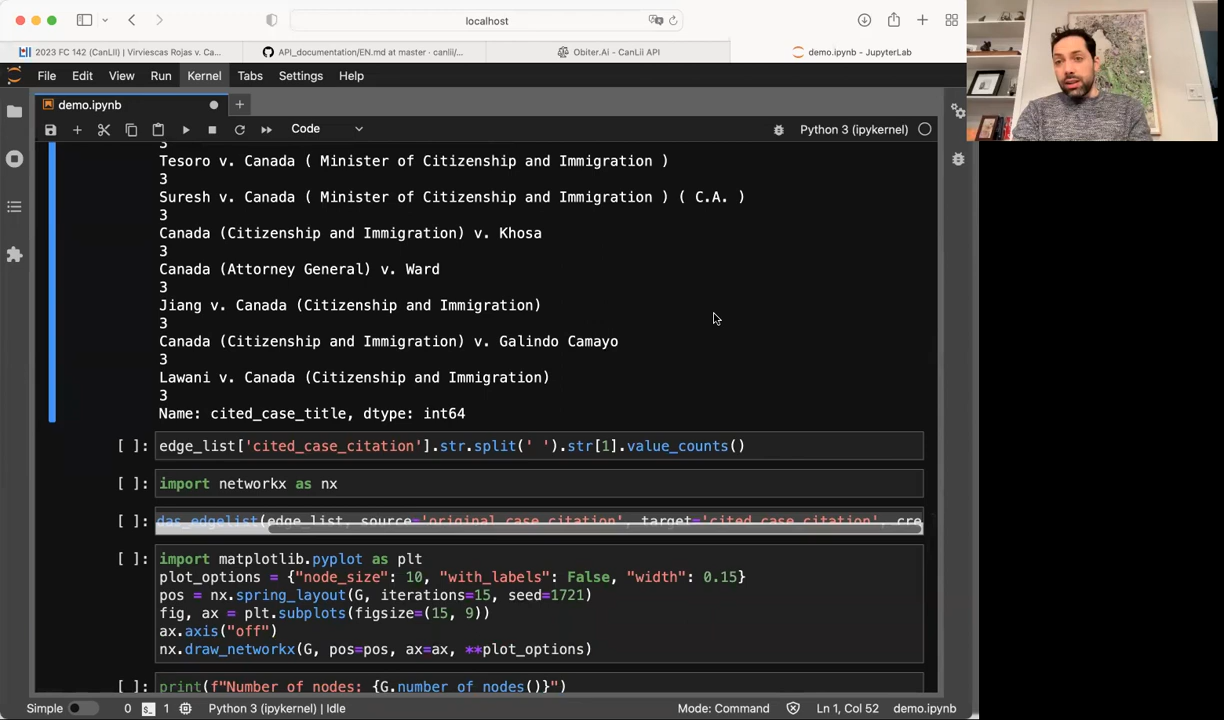 localhost
2023 FC 142 (CanLII) | Virviescas Rojas v. Ca...
API_documentation/EN.md at master · canlii/...
Obiter.Ai - CanLii API
demo.ipynb - JupyterLab
File Edit View Run Kernel Tabs Settings Help
demo.ipynb
Code
Python 3 (ipykernel)
3
Tesoro v. Canada ( Minister of Citizenship and Immigration )
3
Suresh v. Canada ( Minister of Citizenship and Immigration ) ( C.A. )
3
Canada (Citizenship and Immigration) v. Khosa
3
Canada (Attorney General) v. Ward
3
Jiang v. Canada (Citizenship and Immigration)
3
Canada (Citizenship and Immigration) v. Galindo Camayo
3
Lawani v. Canada (Citizenship and Immigration)
3
Name: cited_case_title, dtype: int64
[ ]: edge_list['cited_case_citation'].str.split(' ').str[1].value_counts()
[ ]: import networkx as nx
[ ]: das_edgelist(edge_list, source='original_case_citation', target='cited_case_citation', cre
[ ]: import matplotlib.pyplot as plt
plot_options = {"node_size": 10, "with_labels": False, "width": 0.15}
pos = nx.spring_layout(G, iterations=15, seed=1721)
fig, ax = plt.subplots(figsize=(15, 9))
ax.axis("off")
nx.draw_networkx(G, pos=pos, ax=ax, **plot_options)
[ ]: print(f"Number of nodes: {G.number_of_nodes()}")
Simple 0 $_ 1 Python 3 (ipykernel) | Idle Mode: Command Ln 1, Col 52 demo.ipynb